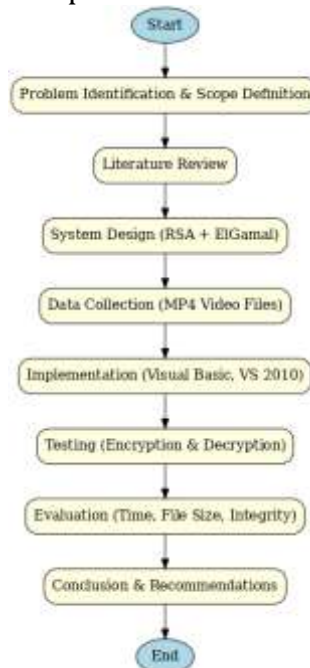 Start
Problem Identification & Scope Definition
Literature Review
System Design (RSA + ElGamal)
Data Collection (MP4 Video Files)
Implementation (Visual Basic, VS 2010)
Testing (Encryption & Decryption)
Evaluation (Time, File Size, Integrity)
Conclusion & Recommendations
End